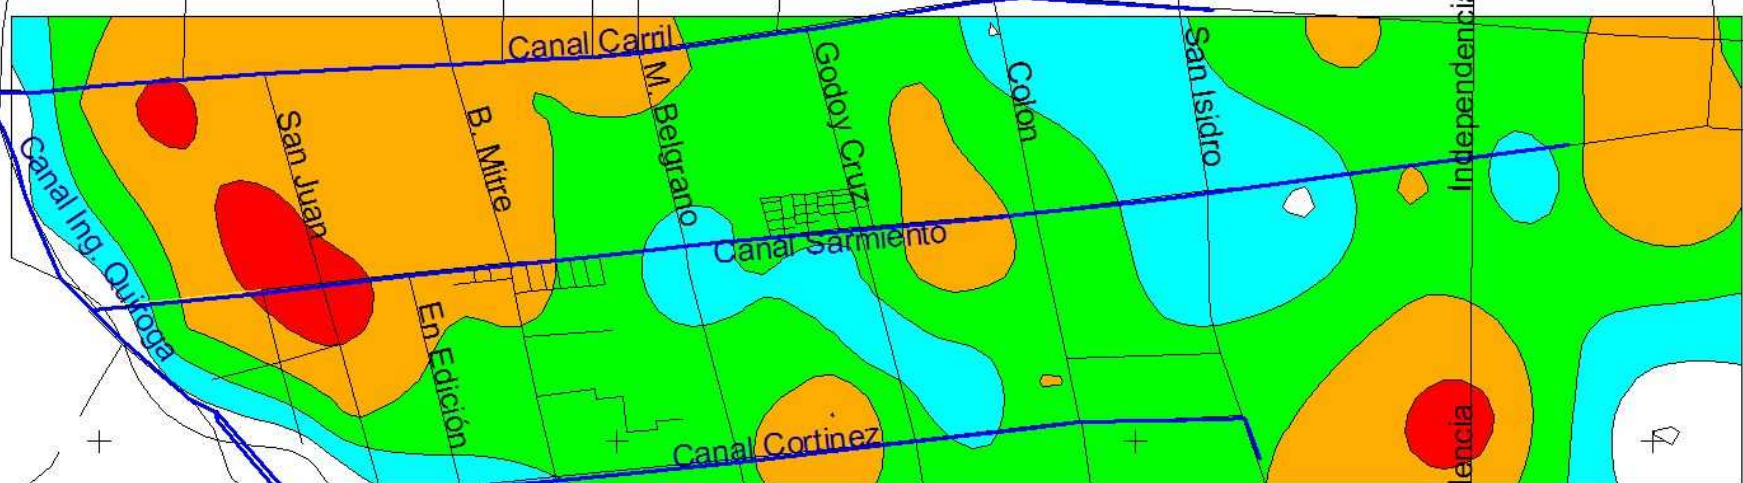 Canal Carril
San Juan
B. Mitre
M. Belgrano
Godoy Cruz
Colon
San Isidro
Independencia
Canal Ing. Quiroga
Canal Sarmiento
En Edición
Canal Cortinez
lencia